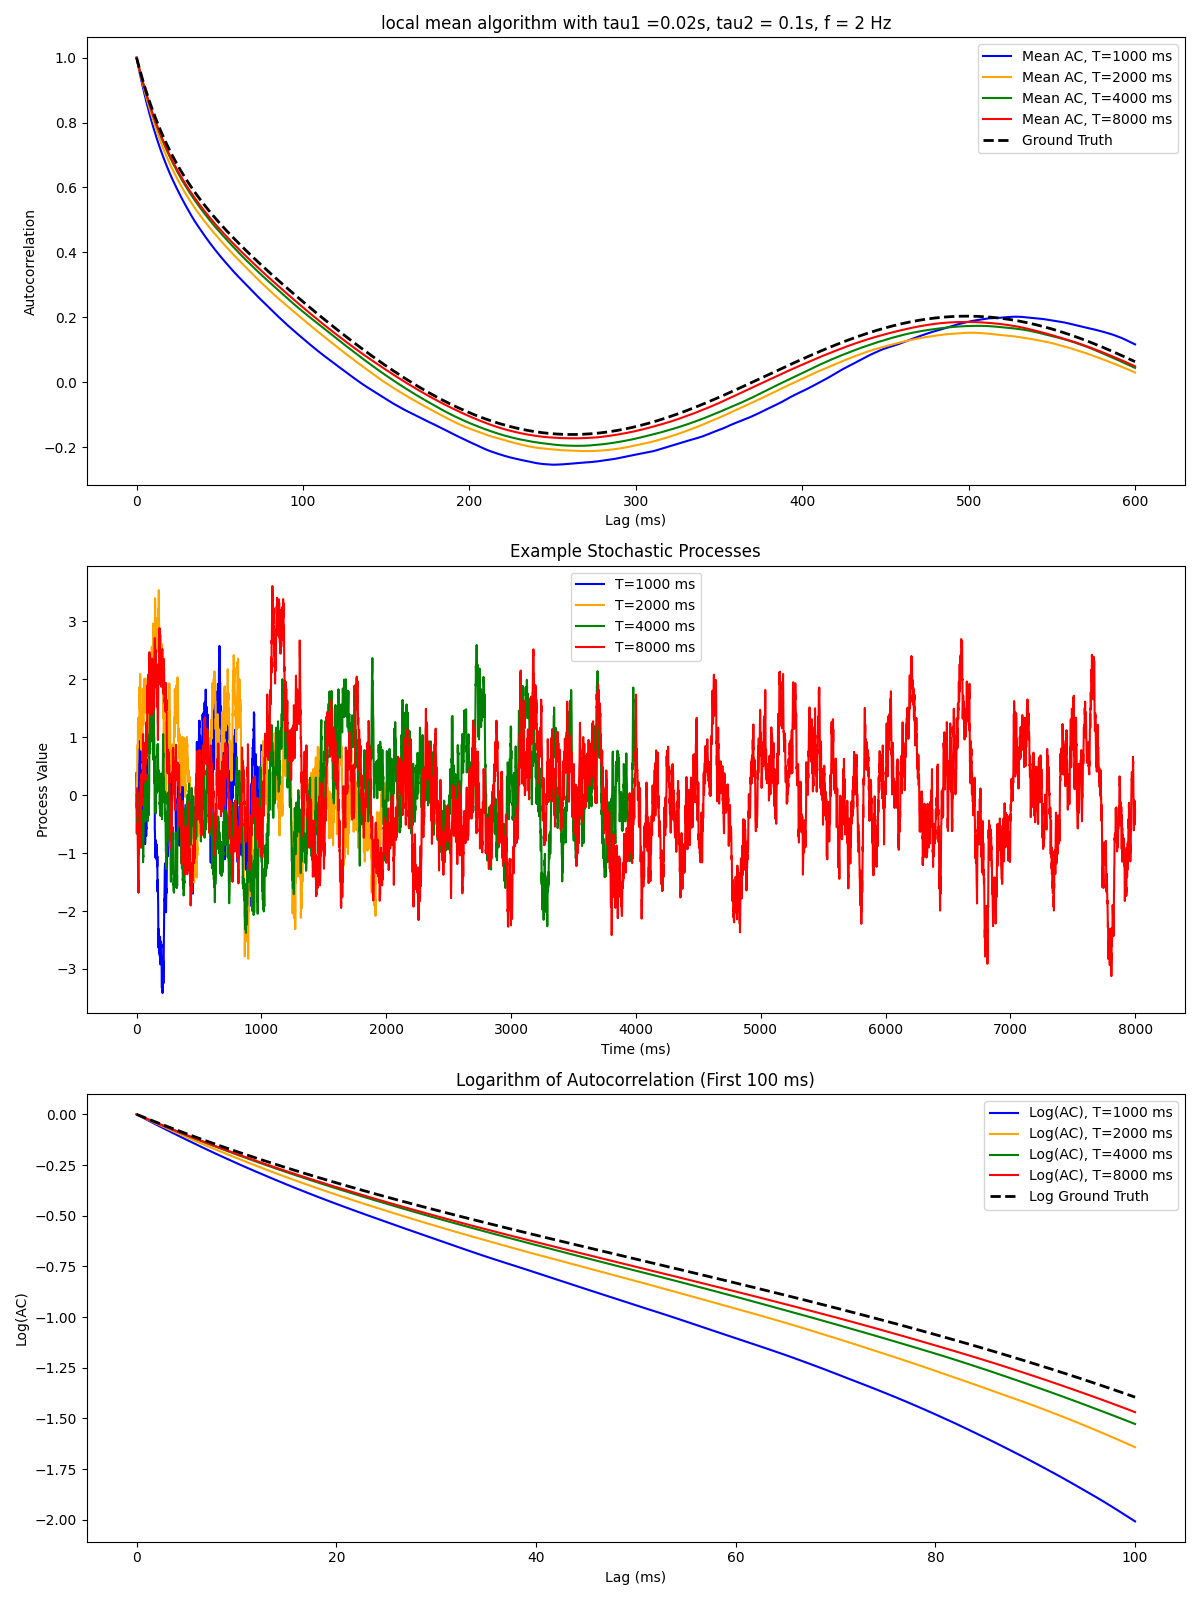 local mean algorithm with tau1 =0.02s, tau2 = 0.1s, f = 2 Hz
Mean AC, T=1000 ms
Mean AC, T=2000 ms
Mean AC, T=4000 ms
Mean AC, T=8000 ms
Ground Truth
Autocorrelation
1.0
0.8
0.6
0.4
0.2
0.0
−0.2
0 100 200 300 400 500 600
Lag (ms)
Example Stochastic Processes
T=1000 ms
T=2000 ms
T=4000 ms
T=8000 ms
Process Value
3
2
1
0
−1
−2
−3
0 1000 2000 3000 4000 5000 6000 7000 8000
Time (ms)
Logarithm of Autocorrelation (First 100 ms)
Log(AC), T=1000 ms
Log(AC), T=2000 ms
Log(AC), T=4000 ms
Log(AC), T=8000 ms
Log Ground Truth
Log(AC)
0.00
−0.25
−0.50
−0.75
−1.00
−1.25
−1.50
−1.75
−2.00
0 20 40 60 80 100
Lag (ms)